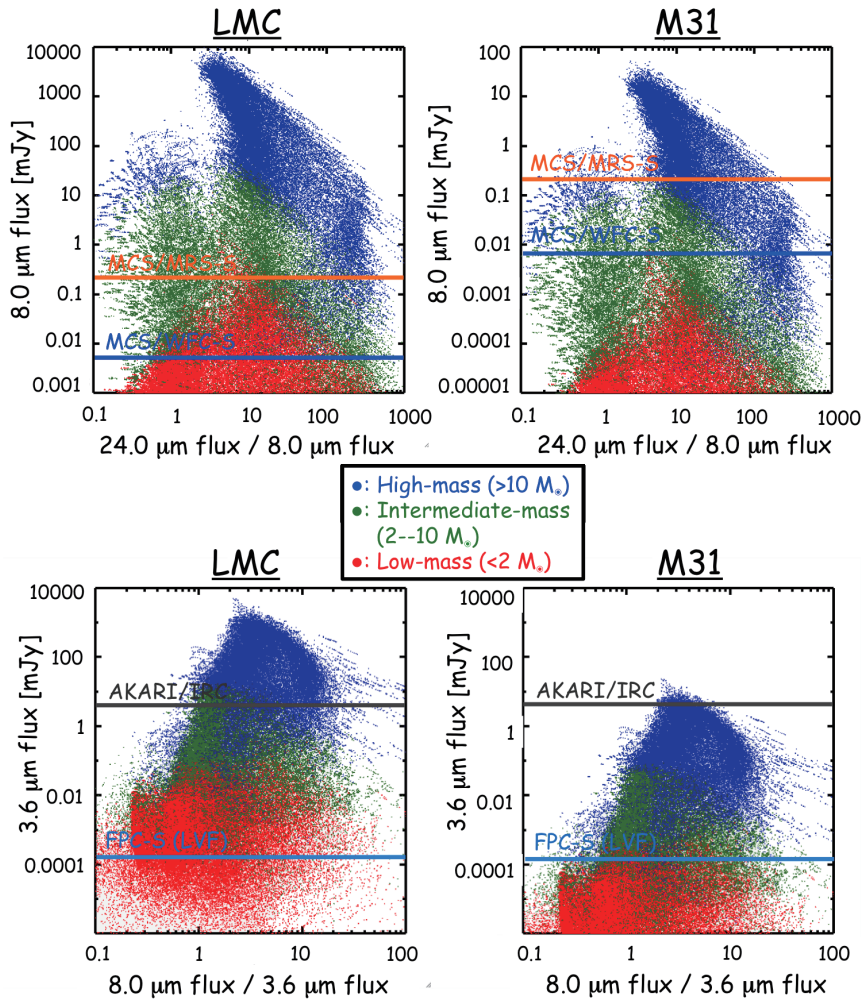 LMC
M31
10000
1000
100
10
1
0.1
0.01
0.001
8.0 μm flux [mJy]
MCS/MRS-S
MCS/WFC-S
0.1 1 10 100 1000
24.0 μm flux / 8.0 μm flux
100
10
1
0.1
0.01
0.001
0.0001
0.00001
8.0 μm flux [mJy]
MCS/MRS-S
MCS/WFC-S
0.1 1 10 100 1000
24.0 μm flux / 8.0 μm flux
●: High-mass (>10 M☉)
●: Intermediate-mass
(2--10 M☉)
●: Low-mass (<2 M☉)
LMC
M31
10000
100
1
0.01
0.0001
3.6 μm flux [mJy]
AKARI/IRC
FPC-S (LVF)
0.1 1 10 100
8.0 μm flux / 3.6 μm flux
10000
100
1
0.01
0.0001
3.6 μm flux [mJy]
AKARI/IRC
FPC-S (LVF)
0.1 1 10 100
8.0 μm flux / 3.6 μm flux